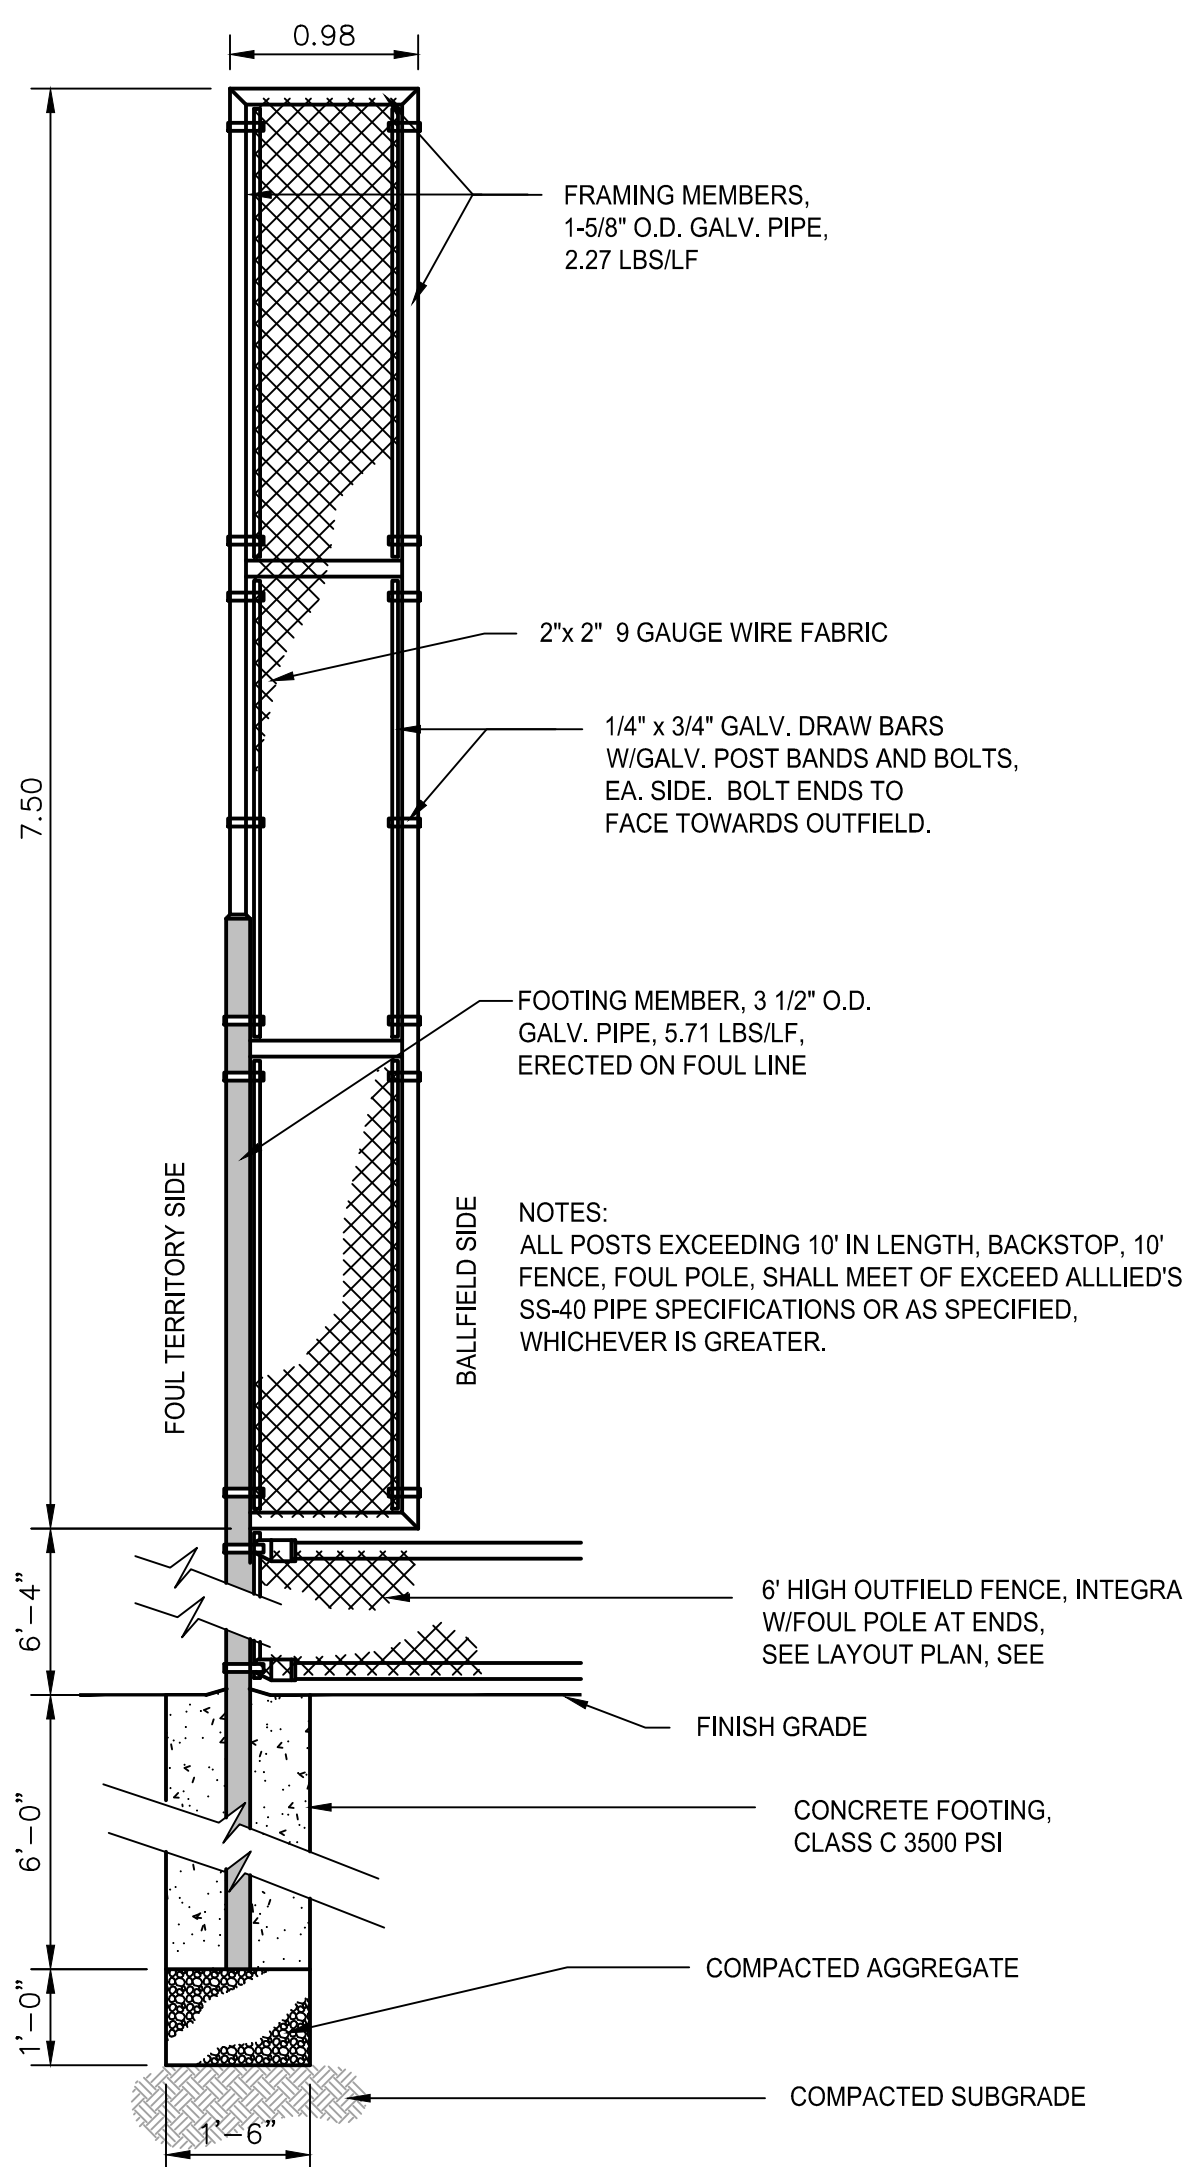 0.98
FRAMING MEMBERS,
1-5/8" O.D. GALV. PIPE,
2.27 LBS/LF
2"x 2" 9 GAUGE WIRE FABRIC
1/4" x 3/4" GALV. DRAW BARS
W/GALV. POST BANDS AND BOLTS,
EA. SIDE. BOLT ENDS TO
FACE TOWARDS OUTFIELD.
7.50
FOOTING MEMBER, 3 1/2" O.D.
GALV. PIPE, 5.71 LBS/LF,
ERECTED ON FOUL LINE
FOUL TERRITORY SIDE
BALLFIELD SIDE
NOTES:
ALL POSTS EXCEEDING 10' IN LENGTH, BACKSTOP, 10'
FENCE, FOUL POLE, SHALL MEET OF EXCEED ALLLIED'S
SS-40 PIPE SPECIFICATIONS OR AS SPECIFIED,
WHICHEVER IS GREATER.
6'-4"
6' HIGH OUTFIELD FENCE, INTEGRA
W/FOUL POLE AT ENDS,
SEE LAYOUT PLAN, SEE
FINISH GRADE
6'-0"
CONCRETE FOOTING,
CLASS C 3500 PSI
COMPACTED AGGREGATE
1'-0"
COMPACTED SUBGRADE
1'-6"